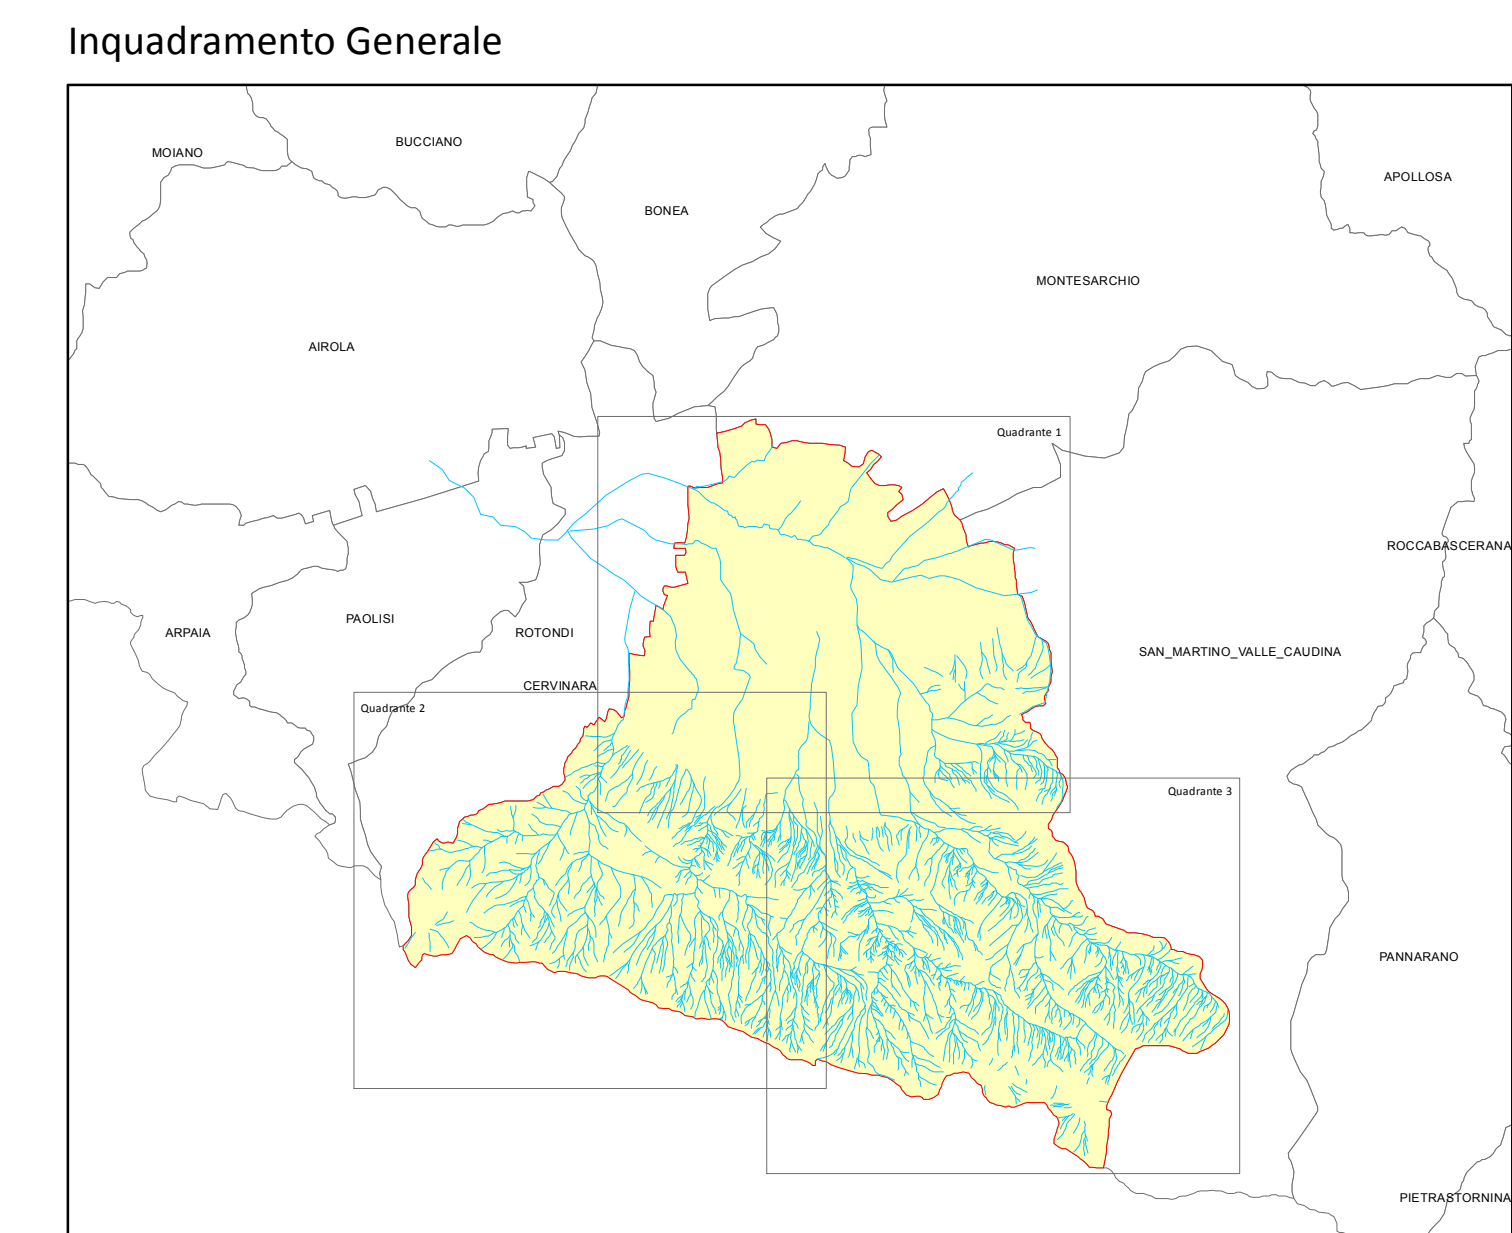 Inquadramento Generale
BUCCIANO
MOIANO
APOLLOSA
BONEA
MONTESARCHIO
AIROLA
Quadrante 1
ROCCABASCERANA
PAOLISI
ARPAIA
ROTONDI
SAN_MARTINO_VALLE_CAUDINA
CERVINARA
Quadrante 2
Quadrante 3
PANNARANO
PIETRASTORNINA